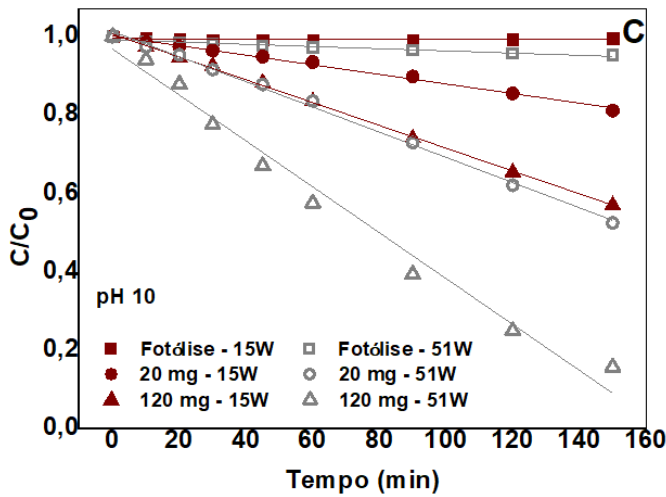 C
1,0
0,8
0,6
0,4
0,2
0,0
C/C0
pH 10
Fotólise - 15W Fotólise - 51W
20 mg - 15W 20 mg - 51W
120 mg - 15W 120 mg - 51W
0 20 40 60 80 100 120 140 160
Tempo (min)